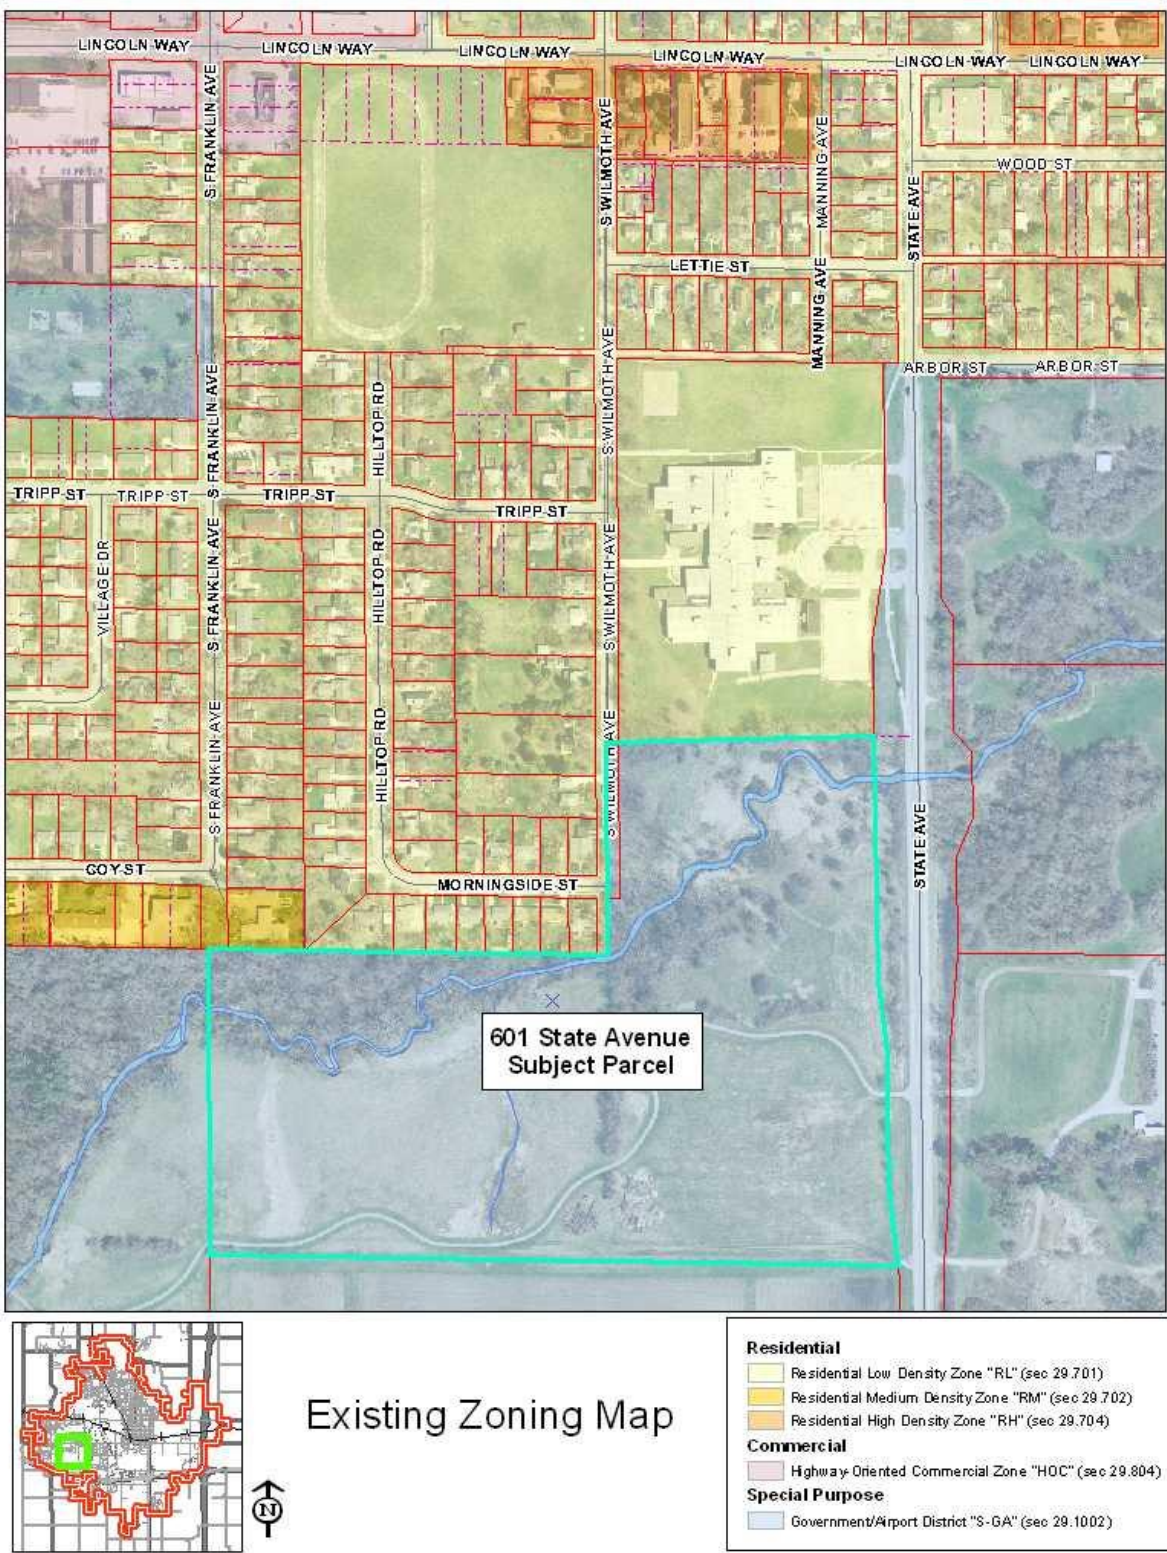 LINCOLN WAY
LINCOLN WAY
LINCOLN WAY
LINCOLN WAY
LINCOLN WAY
LINCOLN WAY
S FRANKLIN AVE
S WILMOTH AVE
MANNING AVE
STATE AVE
WOOD ST
LETTIE ST
MANNING AVE
S WILMOTH AVE
ARBOR ST
ARBOR ST
S FRANKLIN AVE
HILLTOP RD
TRIPP ST
TRIPP ST
TRIPP ST
TRIPP ST
VILLAGE DR
S FRANKLIN AVE
HILLTOP RD
S WILMOTH AVE
S FRANKLIN AVE
HILLTOP RD
S WILMOTH AVE
STATE AVE
COY ST
MORNINGSIDE ST
601 State Avenue
Subject Parcel
Existing Zoning Map
N
Residential
Residential Low Density Zone "RL" (sec 29.701)
Residential Medium Density Zone "RM" (sec 29.702)
Residential High Density Zone "RH" (sec 29.704)
Commercial
Highway-Oriented Commercial Zone "HOC" (sec 29.804)
Special Purpose
Government/Airport District "S-GA" (sec 29.1002)